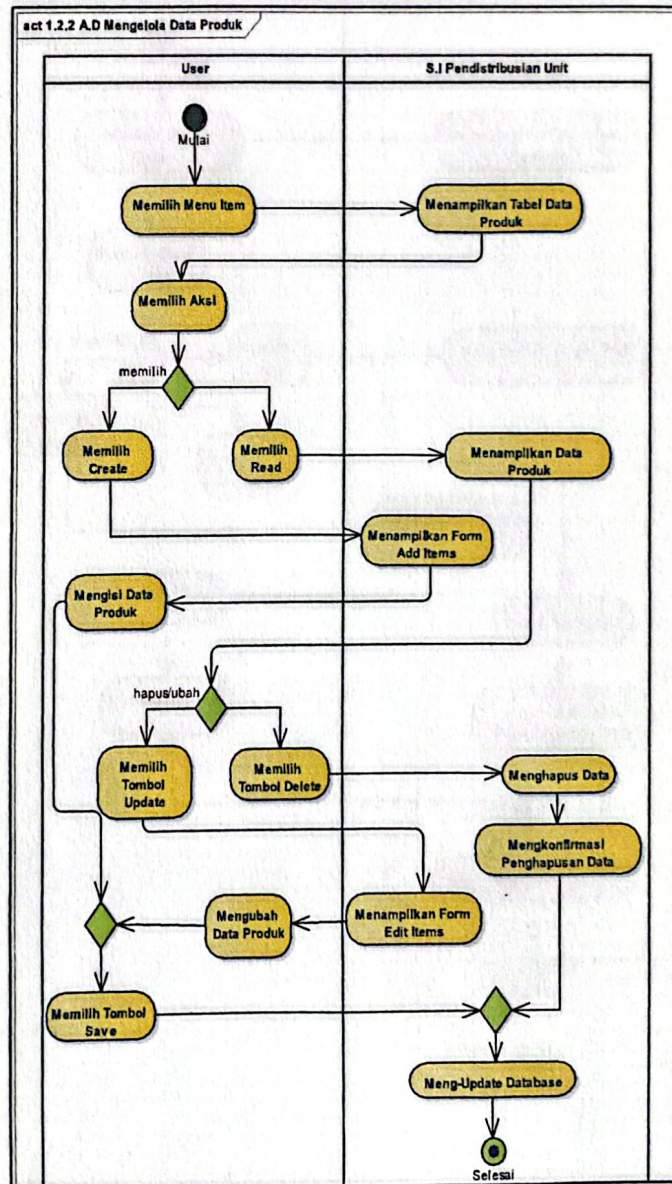 act 1.2.2 A.D Mengelola Data Produk
User
S.I Pendistribusian Unit
Mulai
Memilih Menu Item
Menampilkan Tabel Data
Produk
Memilih Aksi
memilih
Memilih
Create
Memilih
Read
Menampilkan Data
Produk
Menampilkan Form
Add Items
Mengisi Data
Produk
hapus/ubah
Memilih
Tombol
Update
Memilih
Tombol Delete
Menghapus Data
Mengkonfirmasi
Penghapusan Data
Mengubah
Data Produk
Menampilkan Form
Edit Items
Memilih Tombol
Save
Meng-Update Database
Selesai